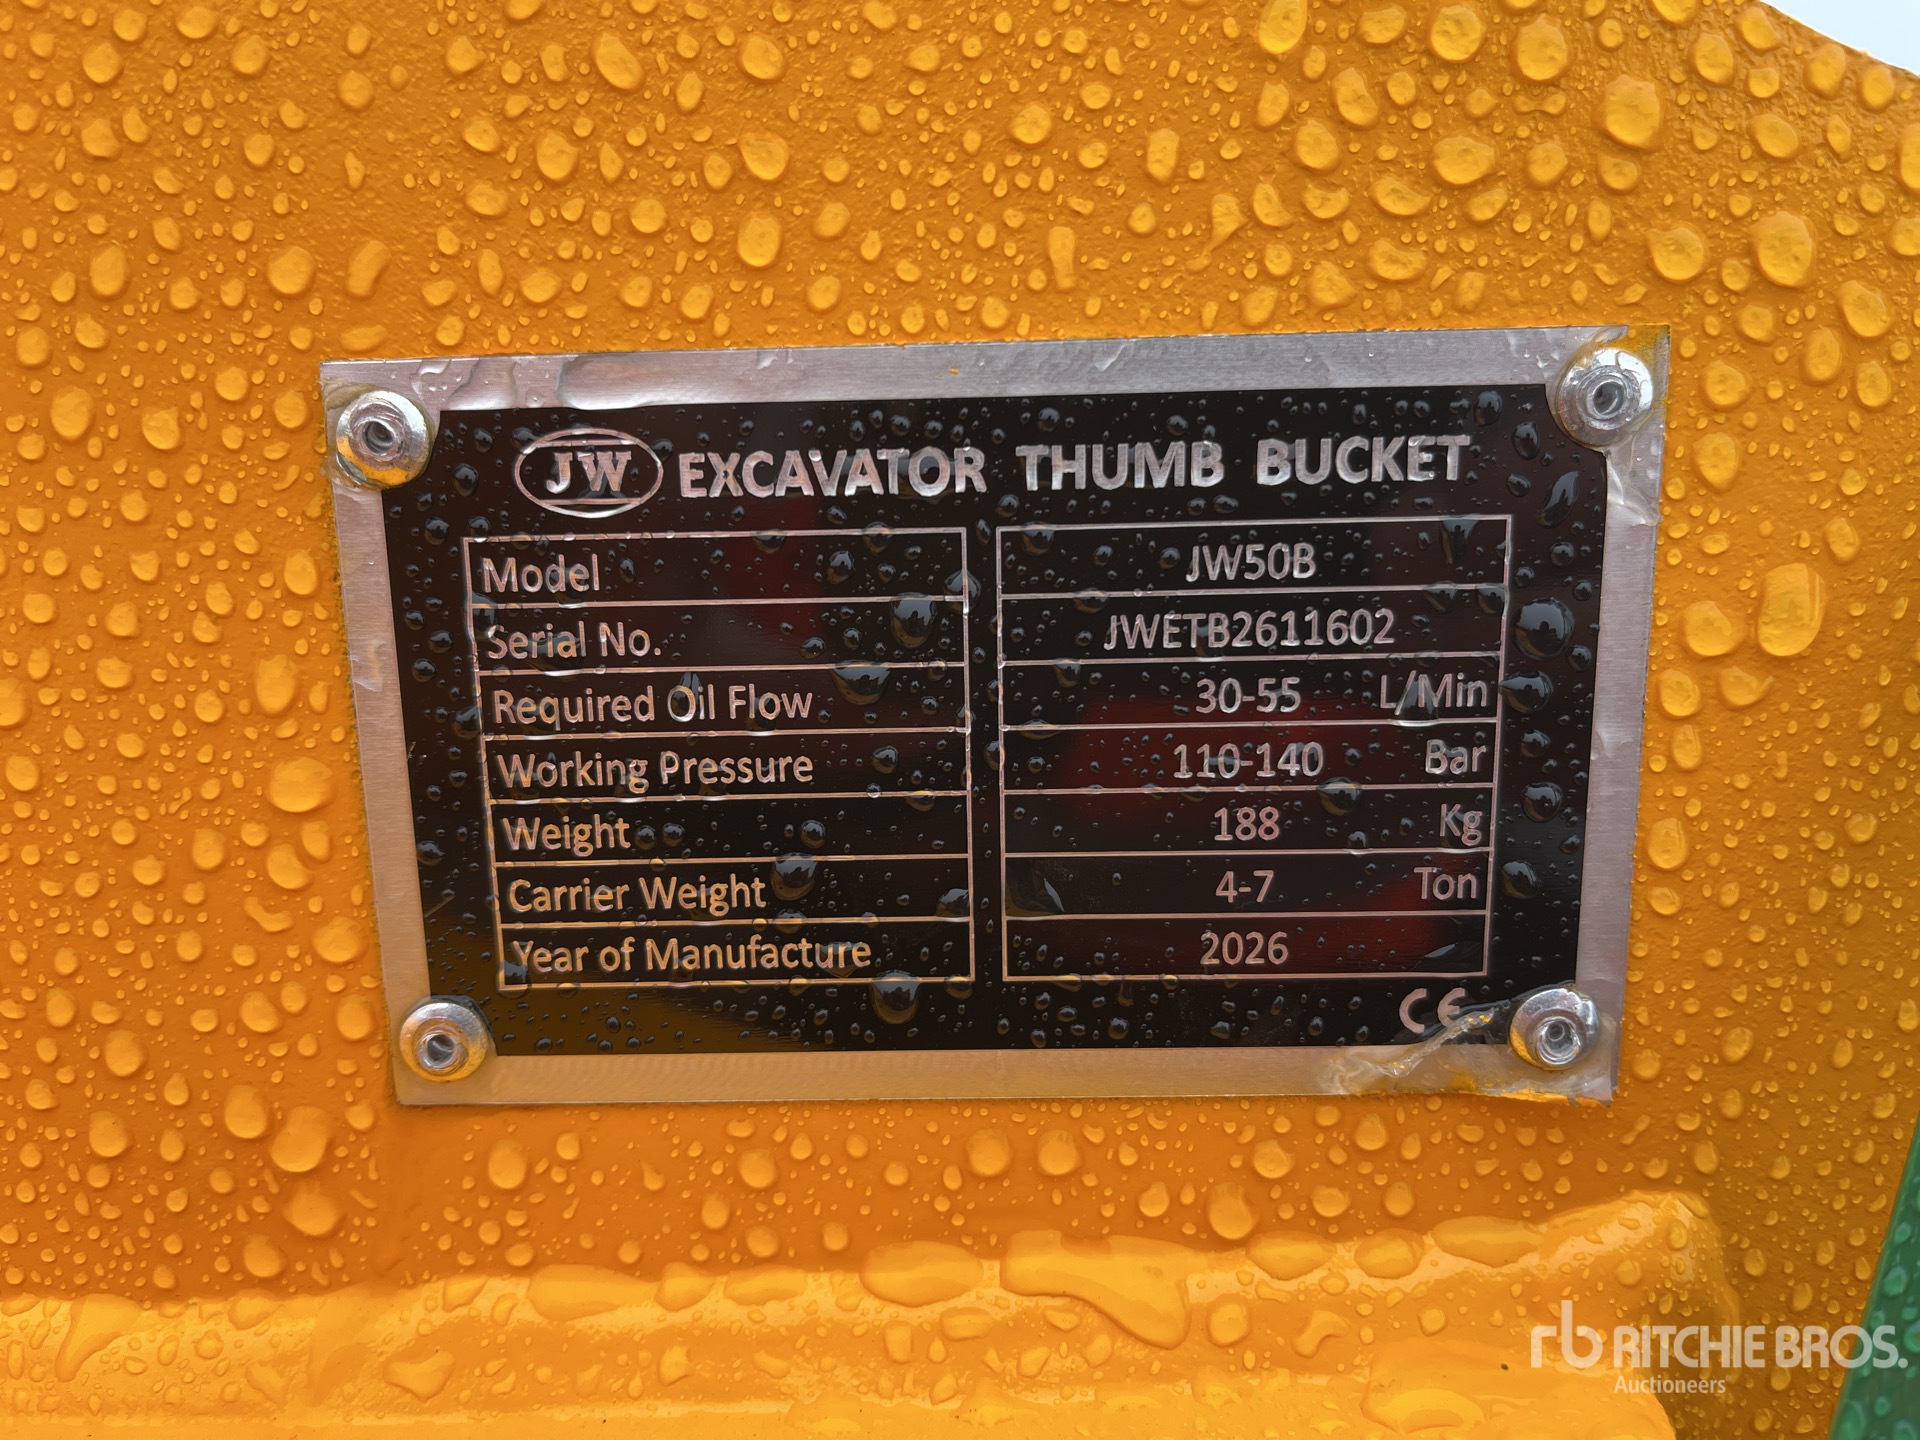 JW EXCAVATOR THUMB BUCKET
Model JW50B
Serial No. JWETB2611602
Required Oil Flow 30-55 L/Min
Working Pressure 110-140 Bar
Weight 188 Kg
Carrier Weight 4-7 Ton
Year of Manufacture 2026
CE
rb RITCHIE BROS.
Auctioneers